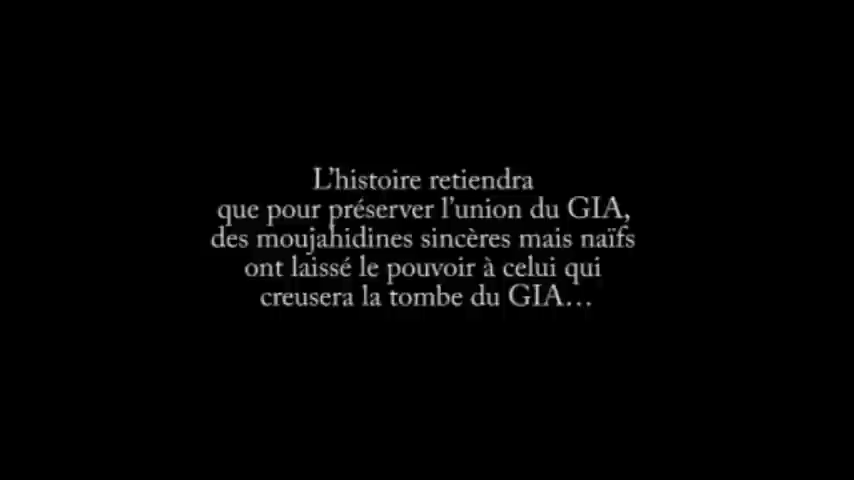 L'histoire retiendra
que pour préserver l'union du GIA,
des moujahidines sincères mais naïfs
ont laissé le pouvoir à celui qui
creusera la tombe du GIA…